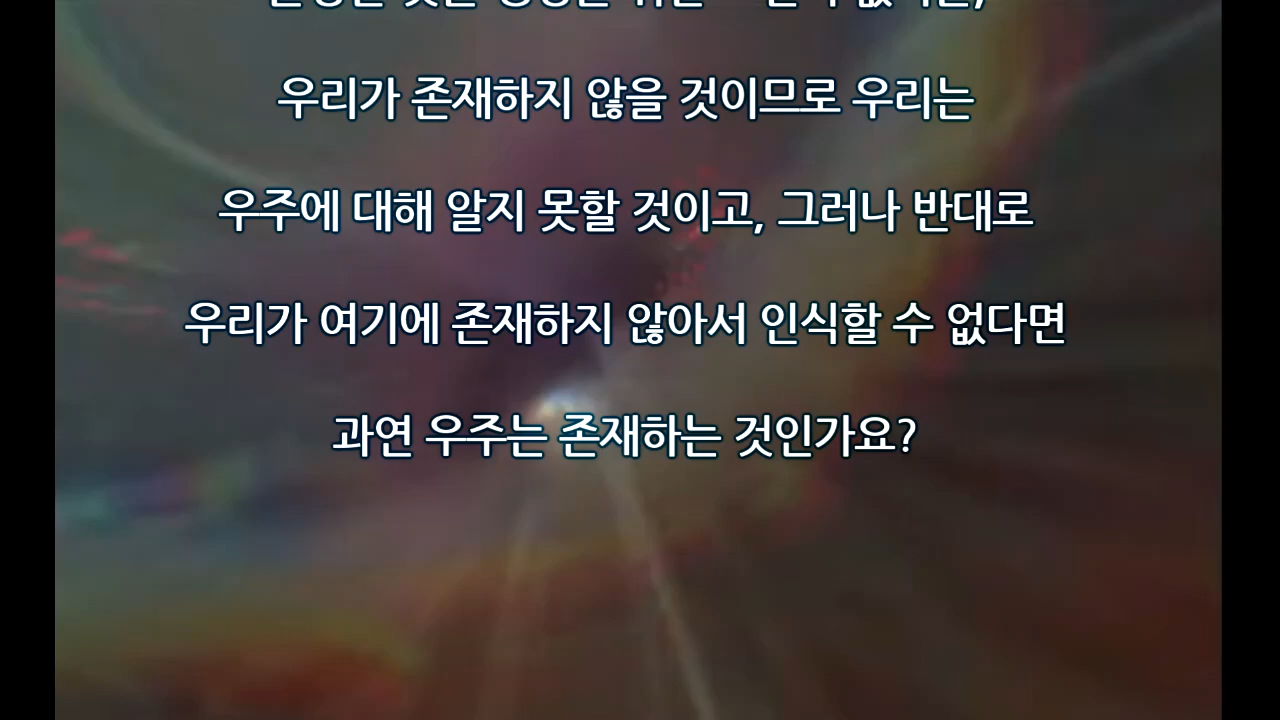 우리가 존재하지 않을 것이므로 우리는
우주에 대해 알지 못할 것이고, 그러나 반대로
우리가 여기에 존재하지 않아서 인식할 수 없다면
과연 우주는 존재하는 것인가요?